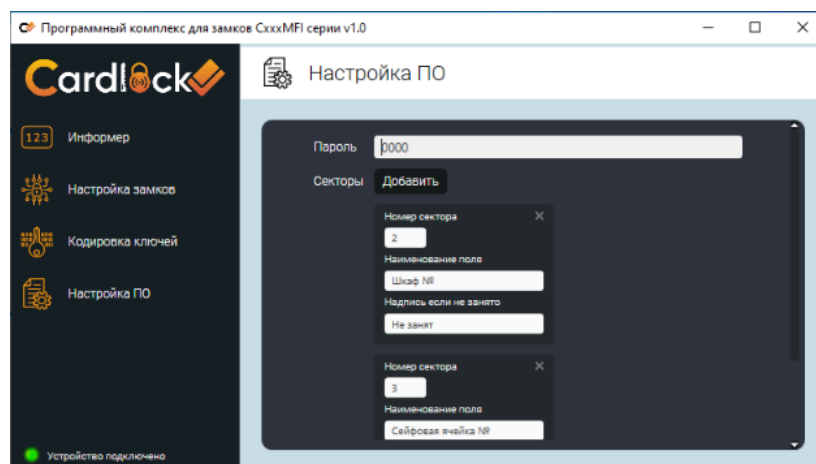 Программный комплекс для замков CxxxMFI серии v1.0
Cardlock
Настройка ПО
Информер
123
Настройка замков
Кодировка ключей
Настройка ПО
Устройство подключено
Пароль
0000
Секторы
Добавить
Номер сектора
2
Наименование поля
Шкаф №
Надпись если не занято
Не занят
Номер сектора
3
Наименование поля
Сейфовая ячейка №